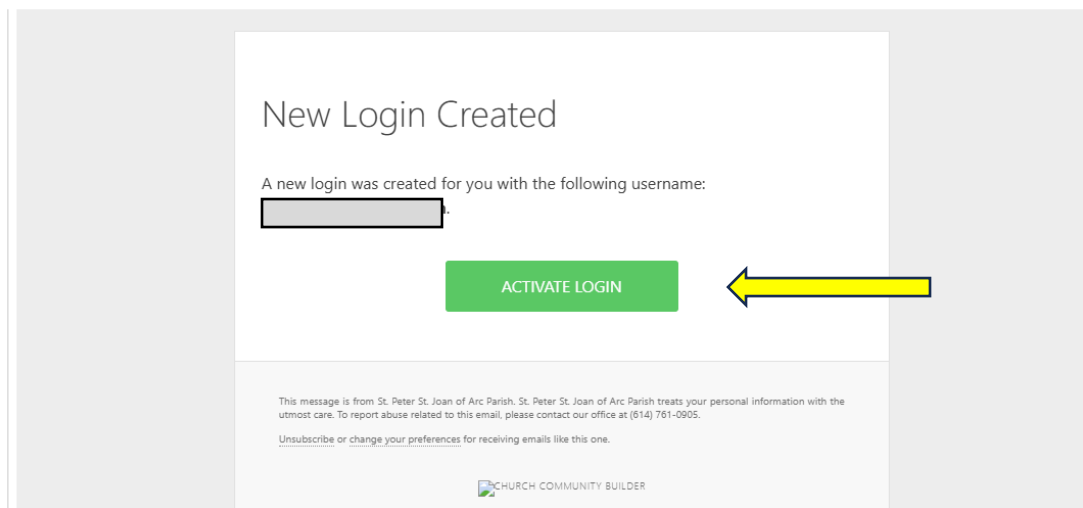 New Login Created
A new login was created for you with the following username:
.
ACTIVATE LOGIN
This message is from St. Peter St. Joan of Arc Parish. St. Peter St. Joan of Arc Parish treats your personal information with the
utmost care. To report abuse related to this email, please contact our office at (614) 761-0905.
Unsubscribe or change your preferences for receiving emails like this one.
CHURCH COMMUNITY BUILDER